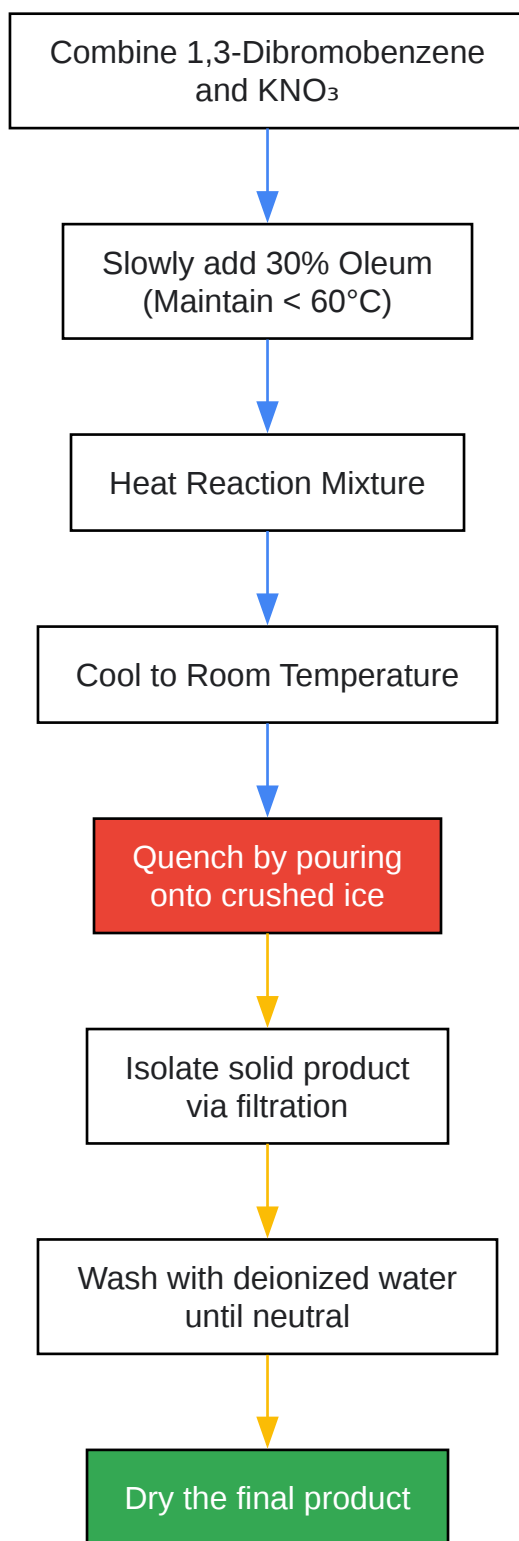 Combine 1,3-Dibromobenzene
and KNO₃
Slowly add 30% Oleum
(Maintain < 60°C)
Heat Reaction Mixture
Cool to Room Temperature
Quench by pouring
onto crushed ice
Isolate solid product
via filtration
Wash with deionized water
until neutral
Dry the final product